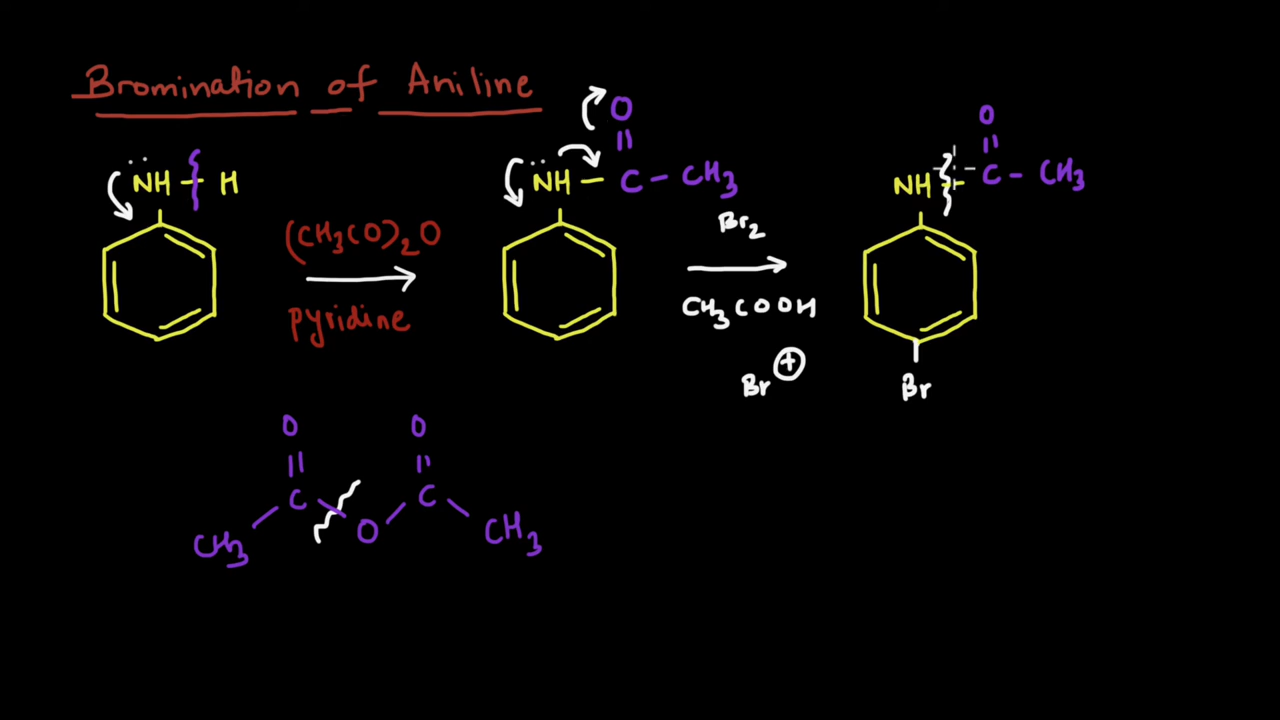 Bromination of Aniline
O
O
NH - H
NH - C - CH3
NH - C - CH3
Br2
(CH3CO)2O
pyridine
CH3COOH
Br +
Br
O
O
C
C
O
CH3
CH3